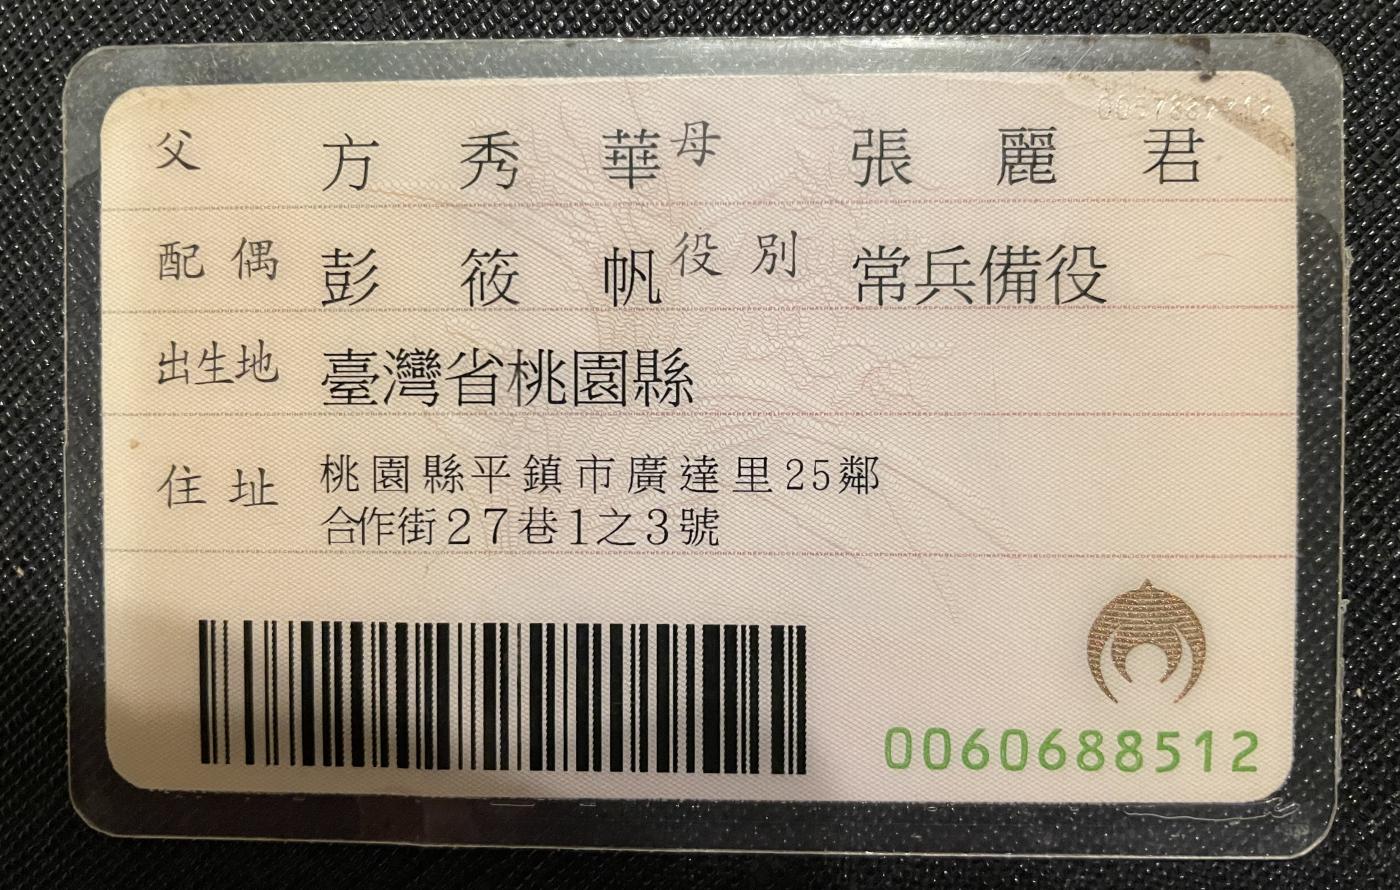 父 方秀華 母 張麗君
配偶 彭筱帆 役別 常兵備役
出生地 臺灣省桃園縣
住址 桃園縣平鎮市廣達里25鄰
合作街27巷1之3號
0060688512